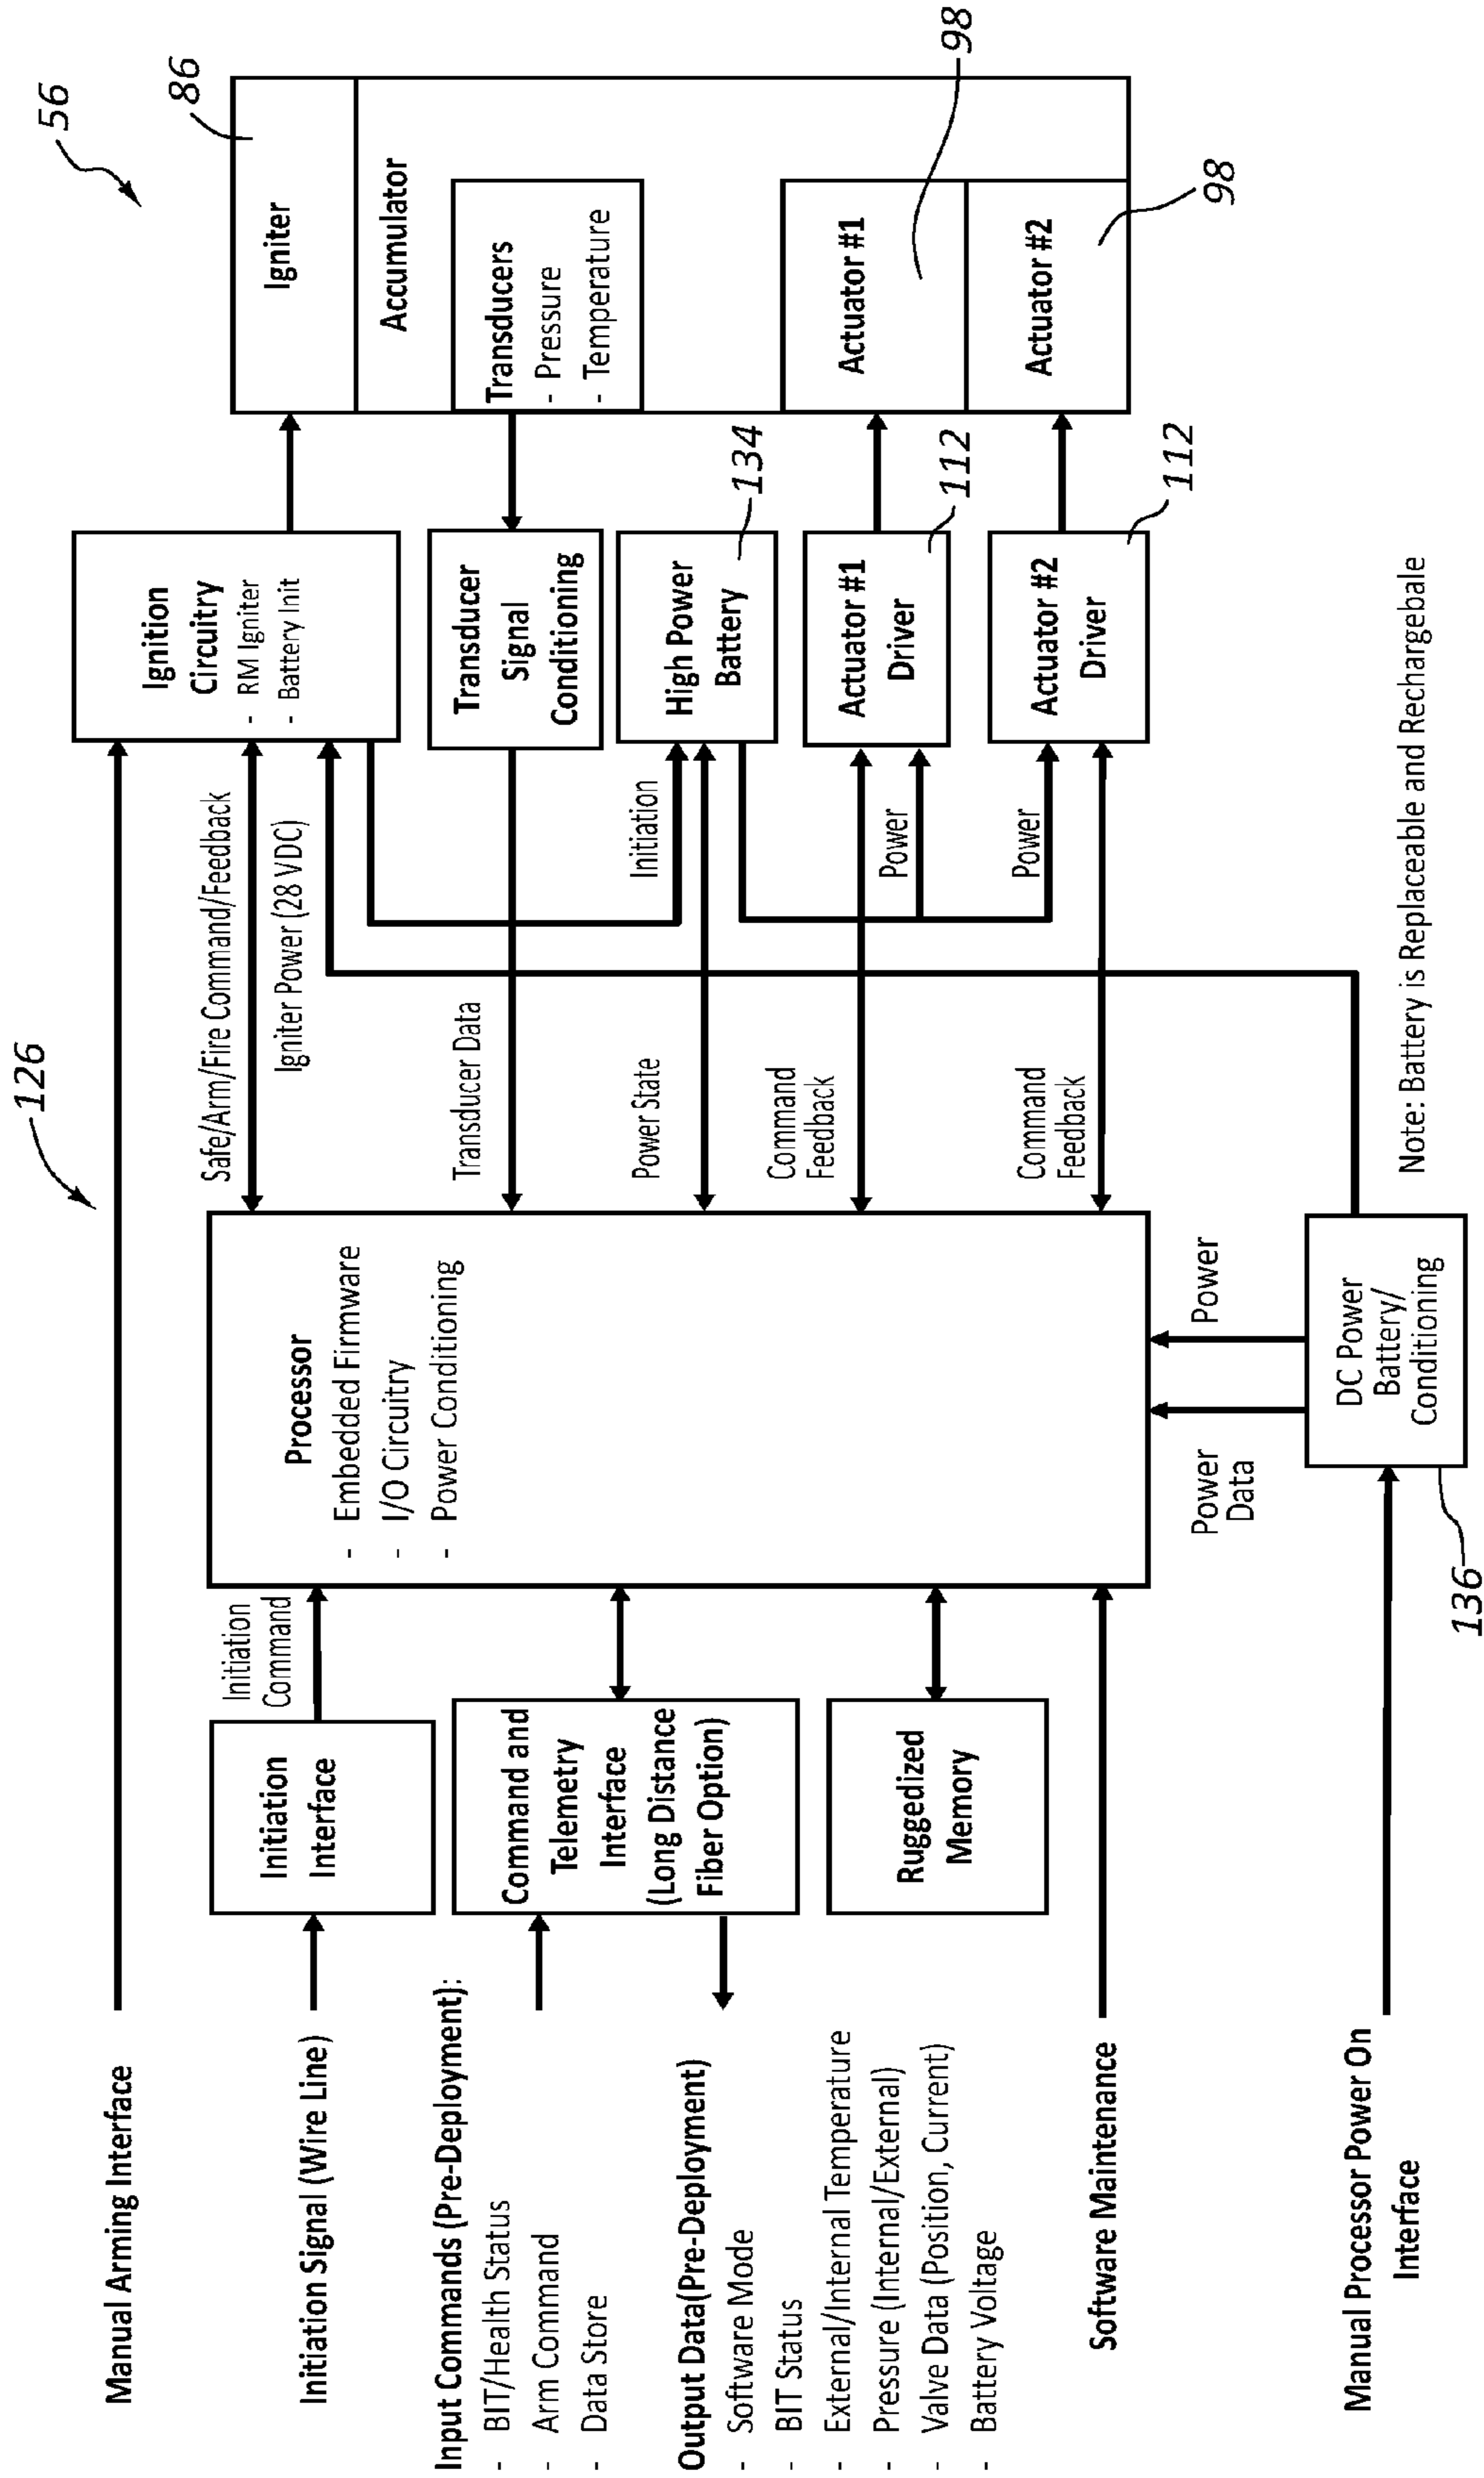 126
56
86
Manual Arming Interface
Initiation Signal (Wire Line)
Input Commands (Pre-Deployment):
- BIT/Health Status
- Arm Command
- Data Store
Output Data(Pre-Deployment)
- Software Mode
- BIT Status
- External/Internal Temperature
- Pressure (Internal/External)
- Valve Data (Position, Current)
- Battery Voltage
Software Maintenance
Manual Processor Power On
Interface
Initiation
Interface
Initiation
Command
Command and
Telemetry
Interface
(Long Distance
Fiber Option)
Ruggedized
Memory
Processor
- Embedded Firmware
- I/O Circuitry
- Power Conditioning
Power
Data
Power
DC Power
Battery/
Conditioning
136
Safe/Arm/Fire Command/Feedback
Igniter Power (28 VDC)
Transducer Data
Initiation
Power State
Command
Feedback
Power
Power
Command
Feedback
Ignition
Circuitry
- RM Igniter
- Battery Init
Transducer
Signal
Conditioning
High Power
Battery
134
Actuator #1
Driver
112
Actuator #2
Driver
112
Igniter
Accumulator
Transducers
- Pressure
- Temperature
Actuator #1
98
Actuator #2
98
Note: Battery is Replaceable and Rechargebale